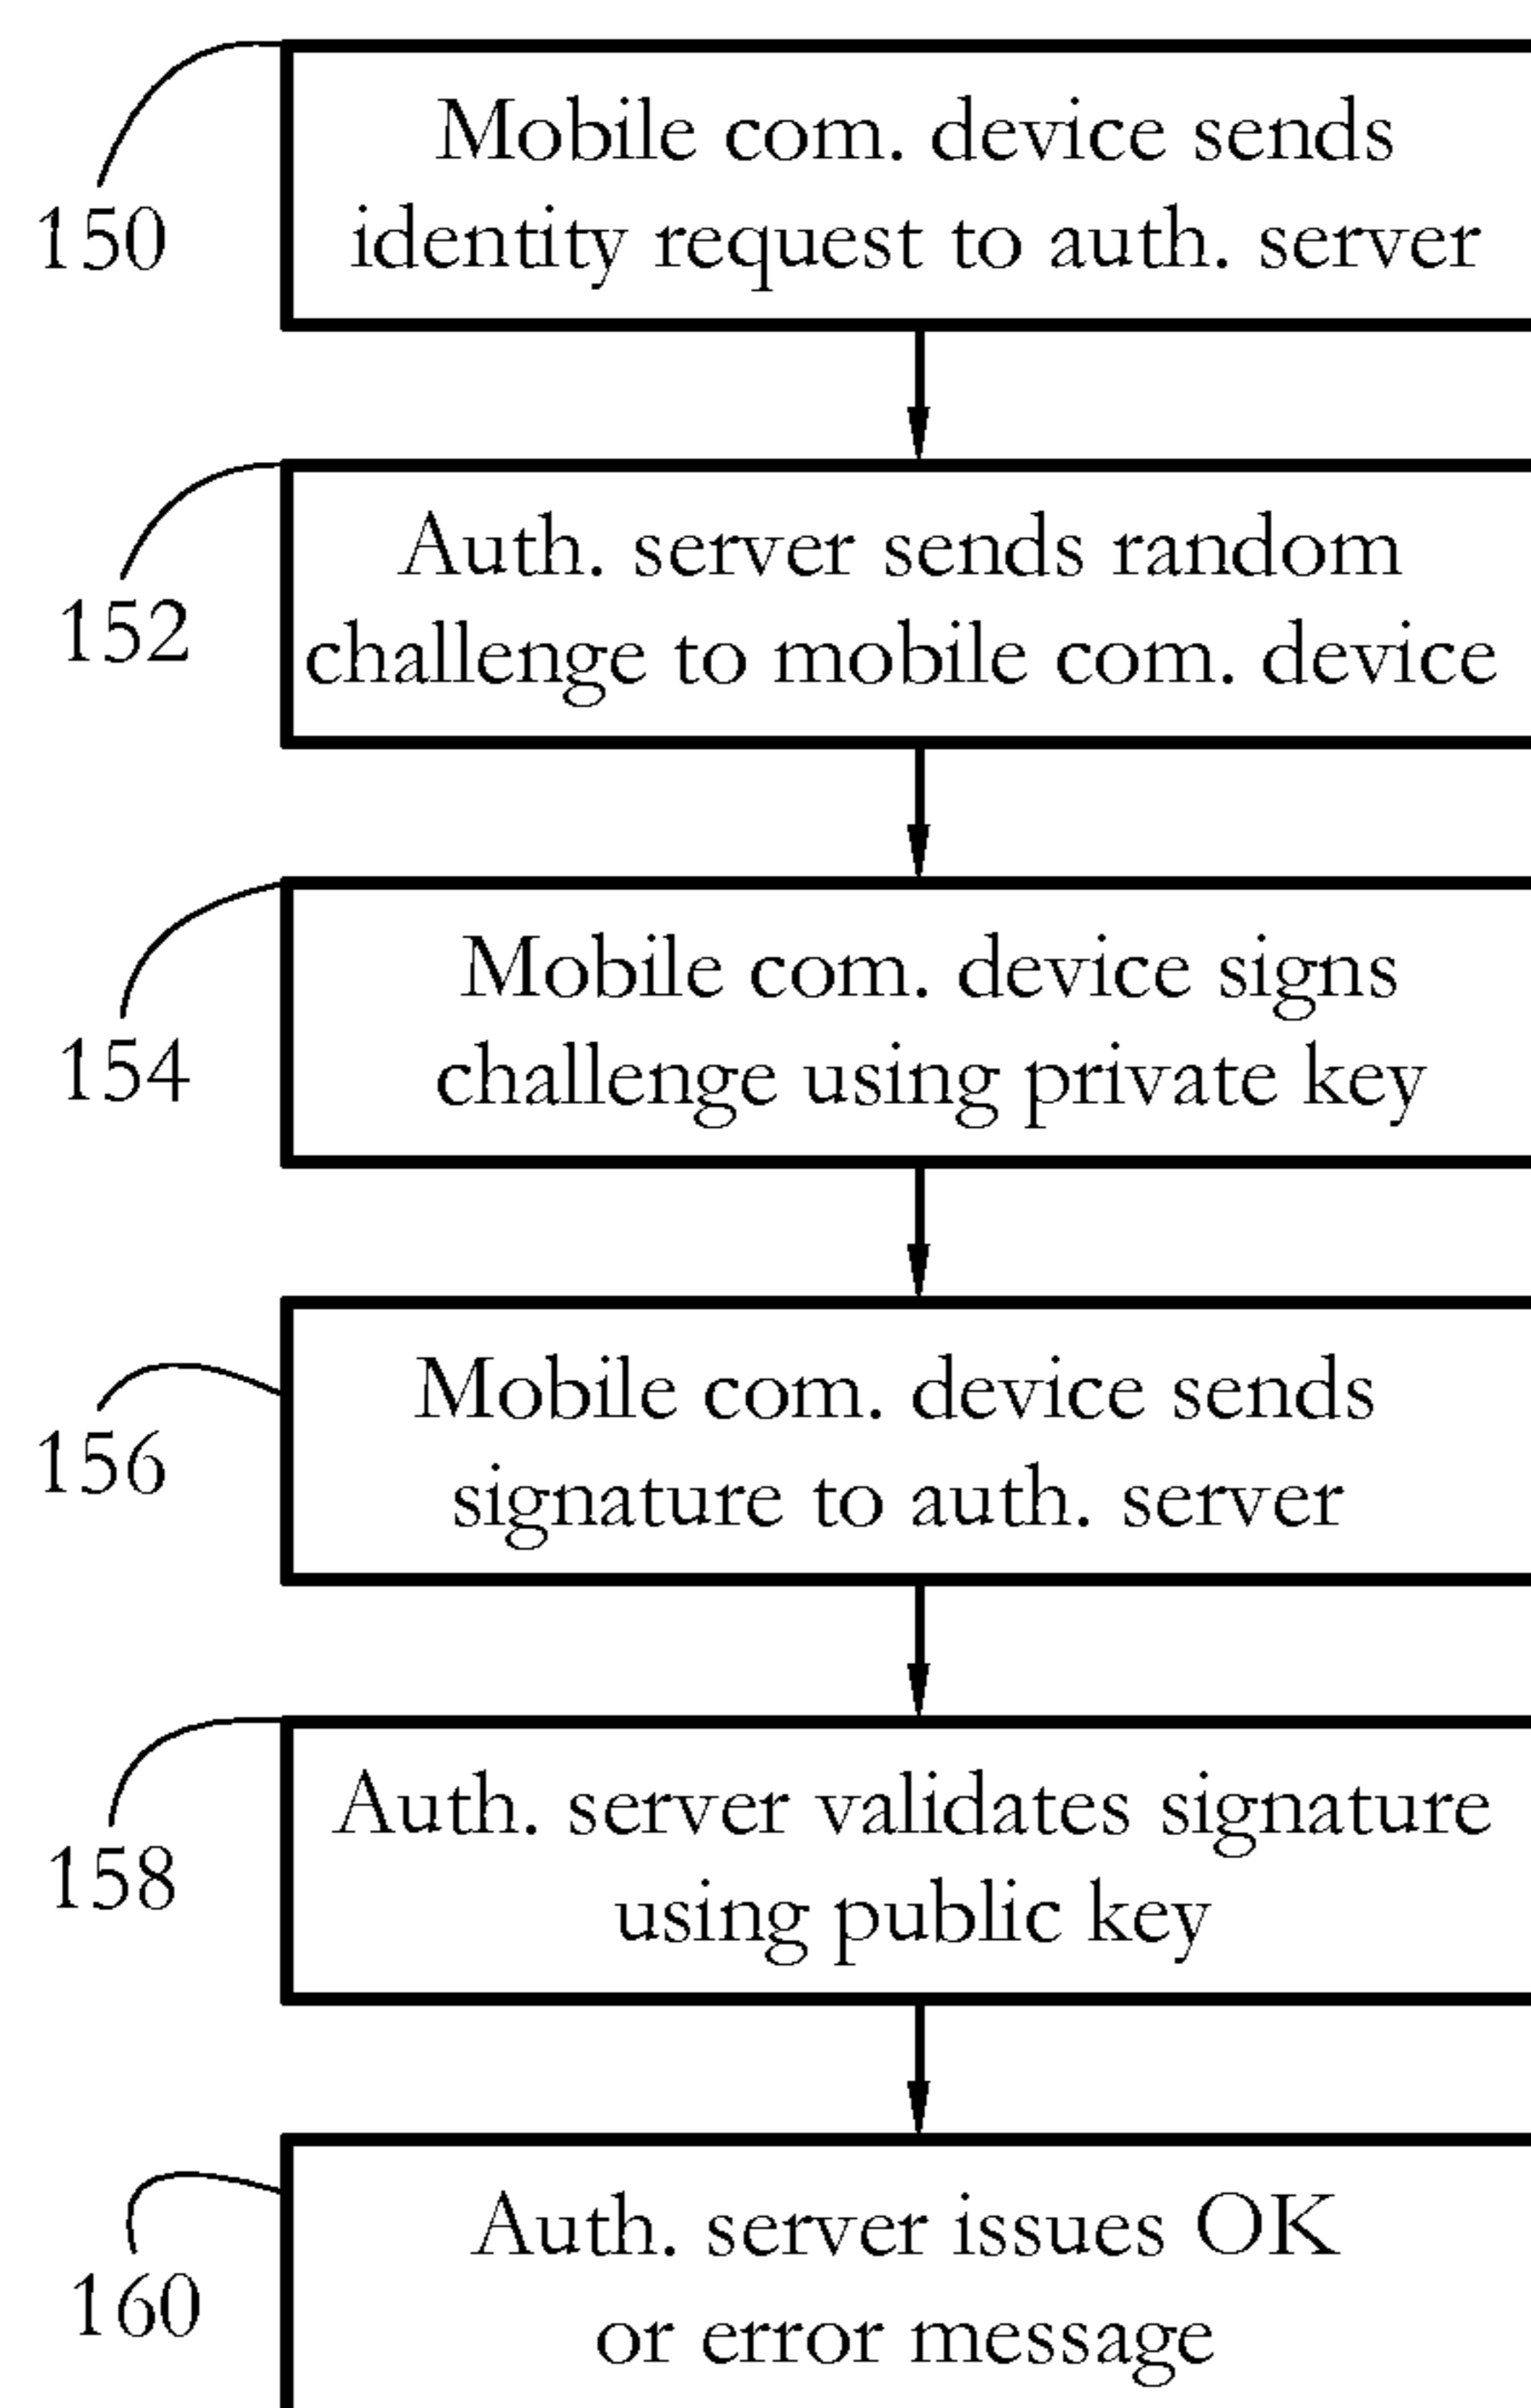 Mobile com. device sends
identity request to auth. server
150
Auth. server sends random
challenge to mobile com. device
152
Mobile com. device signs
challenge using private key
154
Mobile com. device sends
signature to auth. server
156
Auth. server validates signature
using public key
158
Auth. server issues OK
or error message
160